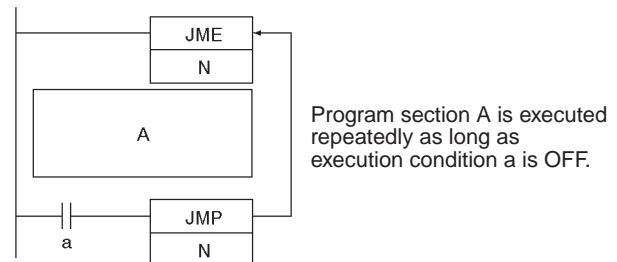 JME
N
A
Program section A is executed
repeatedly as long as
execution condition a is OFF.
JMP
a
N